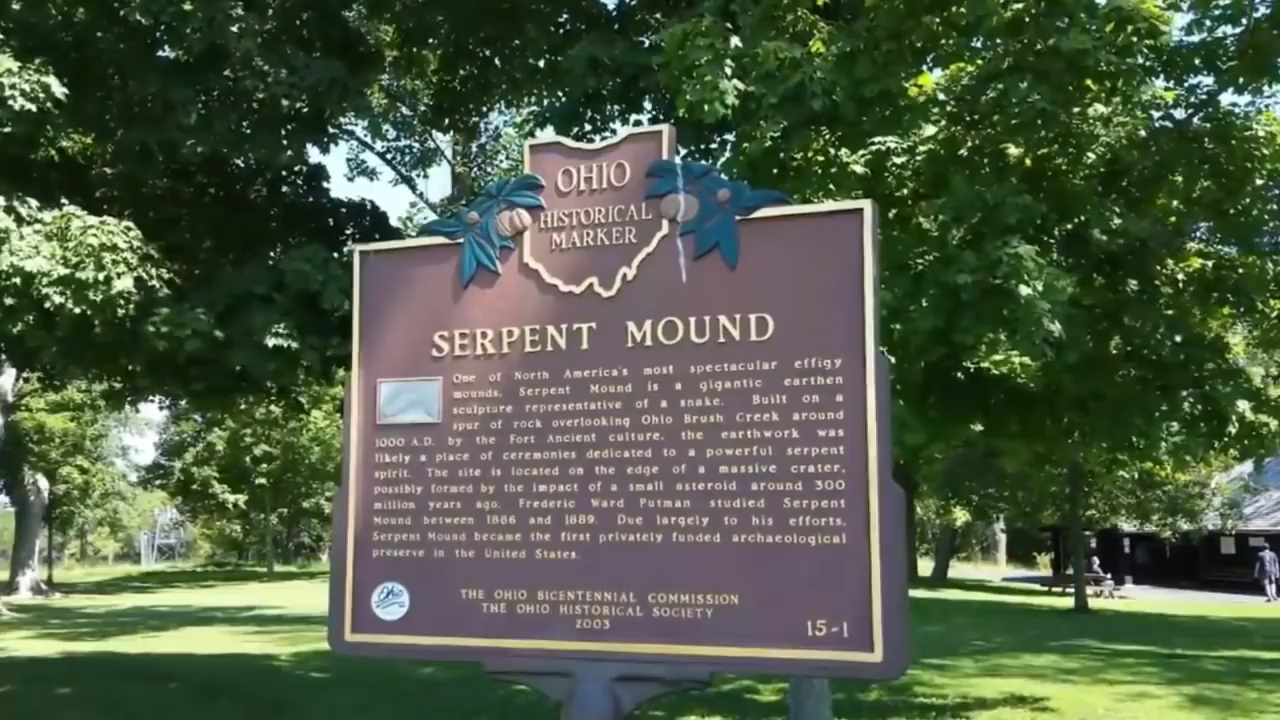 OHIO
HISTORICAL
MARKER
SERPENT MOUND
One of North America's most spectacular effigy
mounds, Serpent Mound is a gigantic earthen
sculpture representative of a snake. Built on a
spur of rock overlooking Ohio Brush Creek around
1000 A.D. by the Fort Ancient culture, the earthwork was
likely a place of ceremonies dedicated to a powerful serpent
spirit. The site is located on the edge of a massive crater,
possibly formed by the impact of a small asteroid around 300
million years ago. Frederic Ward Putman studied Serpent
Mound between 1886 and 1889. Due largely to his efforts,
Serpent Mound became the first privately funded archaeological
preserve in the United States.
Ohio
THE OHIO BICENTENNIAL COMMISSION
THE OHIO HISTORICAL SOCIETY
2003
15-1